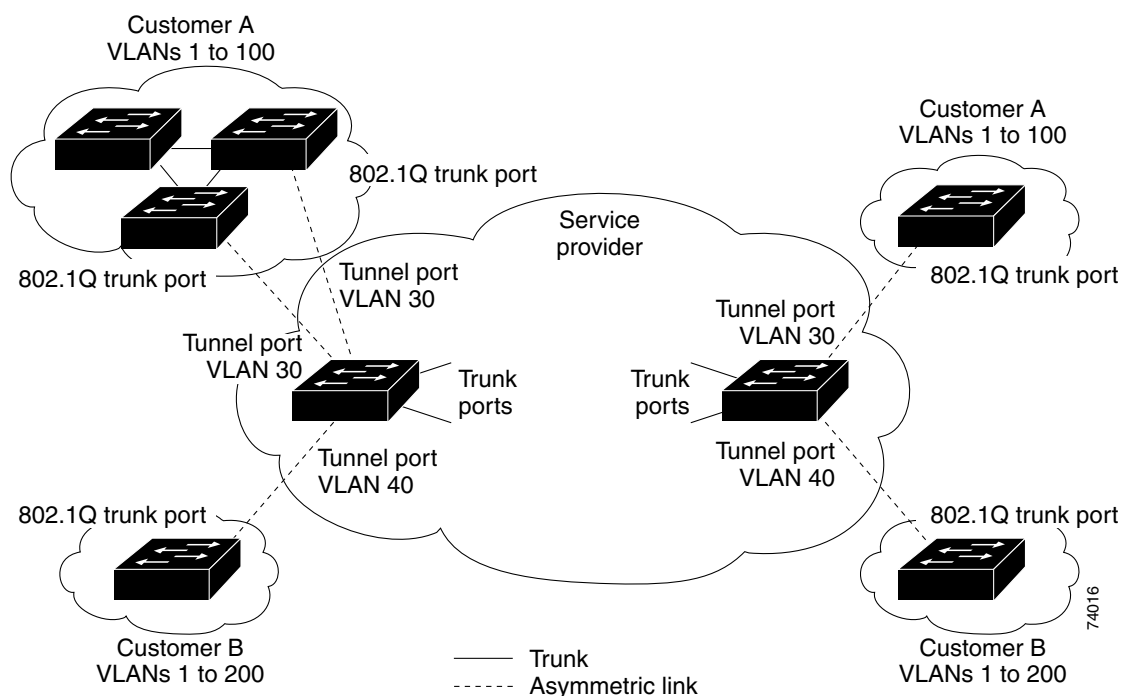 Customer A
VLANs 1 to 100
Customer A
VLANs 1 to 100
802.1Q trunk port
Service
provider
802.1Q trunk port
802.1Q trunk port
Tunnel port
VLAN 30
Tunnel port
VLAN 30
Tunnel port
VLAN 30
Trunk
ports
Trunk
ports
Tunnel port
VLAN 40
Tunnel port
VLAN 40
802.1Q trunk port
802.1Q trunk port
74016
Customer B
VLANs 1 to 200
Trunk
Asymmetric link
Customer B
VLANs 1 to 200